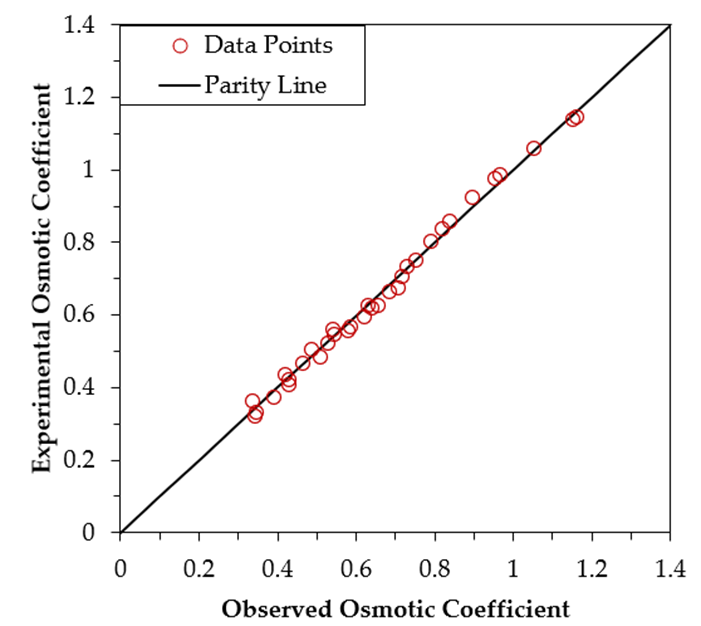 Data Points
Parity Line
Experimental Osmotic Coefficient
1.4
1.2
1
0.8
0.6
0.4
0.2
0
0 0.2 0.4 0.6 0.8 1 1.2 1.4
Observed Osmotic Coefficient